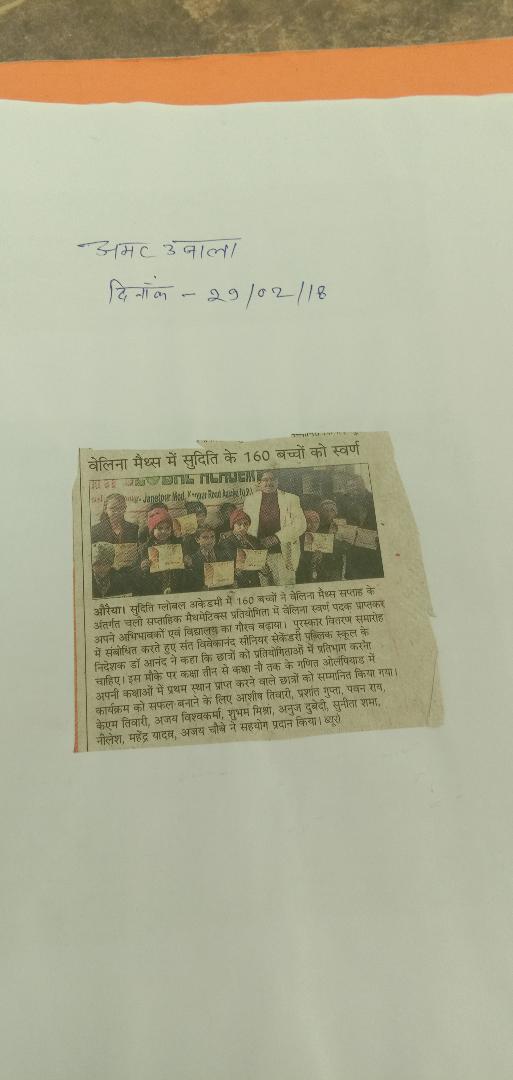 अमर उजाला
दिनांक - 29/02/18
वेलिना मैथ्स में सुदिति के 160 बच्चों को स्वर्ण
GLOBAL ACADEM
Janetpur Mod, Kanpur Road
औरैया। सुदिति ग्लोबल अकेडमी में 160 बच्चों ने वेलिना मैथ्स सप्ताह के
अंतर्गत चली सप्ताहिक मैथमेटिक्स प्रतियोगिता में वेलिना स्वर्ण पदक प्राप्तकर
अपने अभिभावकों एवं विद्यालय का गौरव बढ़ाया। पुरस्कार वितरण समारोह
में संबोधित करते हुए संत विवेकानंद सीनियर सेकेंडरी पब्लिक स्कूल के
निदेशक डॉ आनंद ने कहा कि छात्रों को प्रतियोगिताओं में प्रतिभाग करना
चाहिए। इस मौके पर कक्षा तीन से कक्षा नौ तक के गणित ओलंपियाड में
अपनी कक्षाओं में प्रथम स्थान प्राप्त करने वाले छात्रों को सम्मानित किया गया।
कार्यक्रम को सफल बनाने के लिए आशीष तिवारी, प्रशांत गुप्ता, पवन राय,
केएम तिवारी, अजय विश्वकर्मा, शुभम मिश्रा, अनुज दुबेदी, सुनीता शर्मा,
नीलेश, महेंद्र यादव, अजय चौबे ने सहयोग प्रदान किया। ब्यूरो